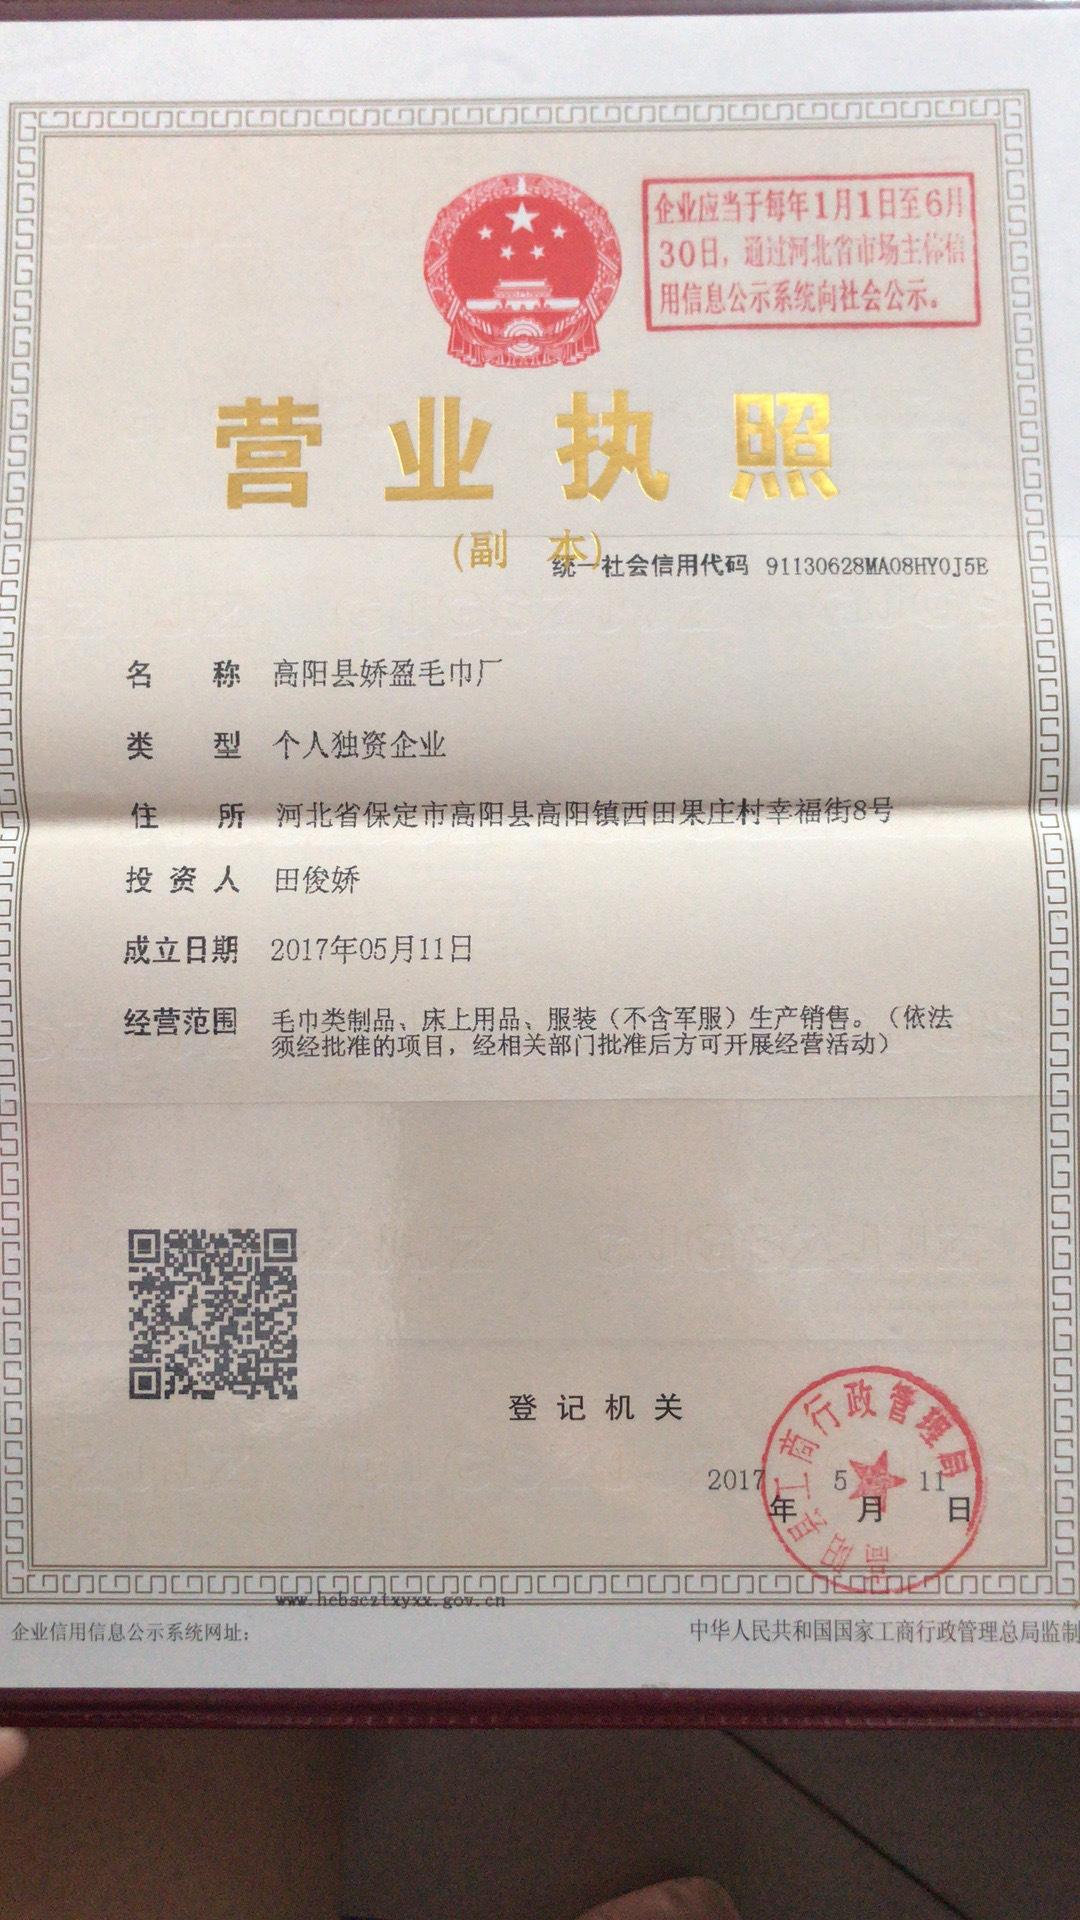 企业应当于每年1月1日至6月
30日，通过河北省市场主体信
用信息公示系统向社会公示。
营业执照
(副 本)
统一社会信用代码 91130628MA08HY0J5E
名 称 高阳县娇盈毛巾厂
类 型 个人独资企业
住 所 河北省保定市高阳县高阳镇西田果庄村幸福街8号
投资人 田俊娇
成立日期 2017年05月11日
经营范围 毛巾类制品、床上用品、服装（不含军服）生产销售。（依法
须经批准的项目，经相关部门批准后方可开展经营活动）
登记机关
工商行政管理局
2017年 5月 11日
www.hebscztxyxx.gov.cn
企业信用信息公示系统网址：
中华人民共和国国家工商行政管理总局监制